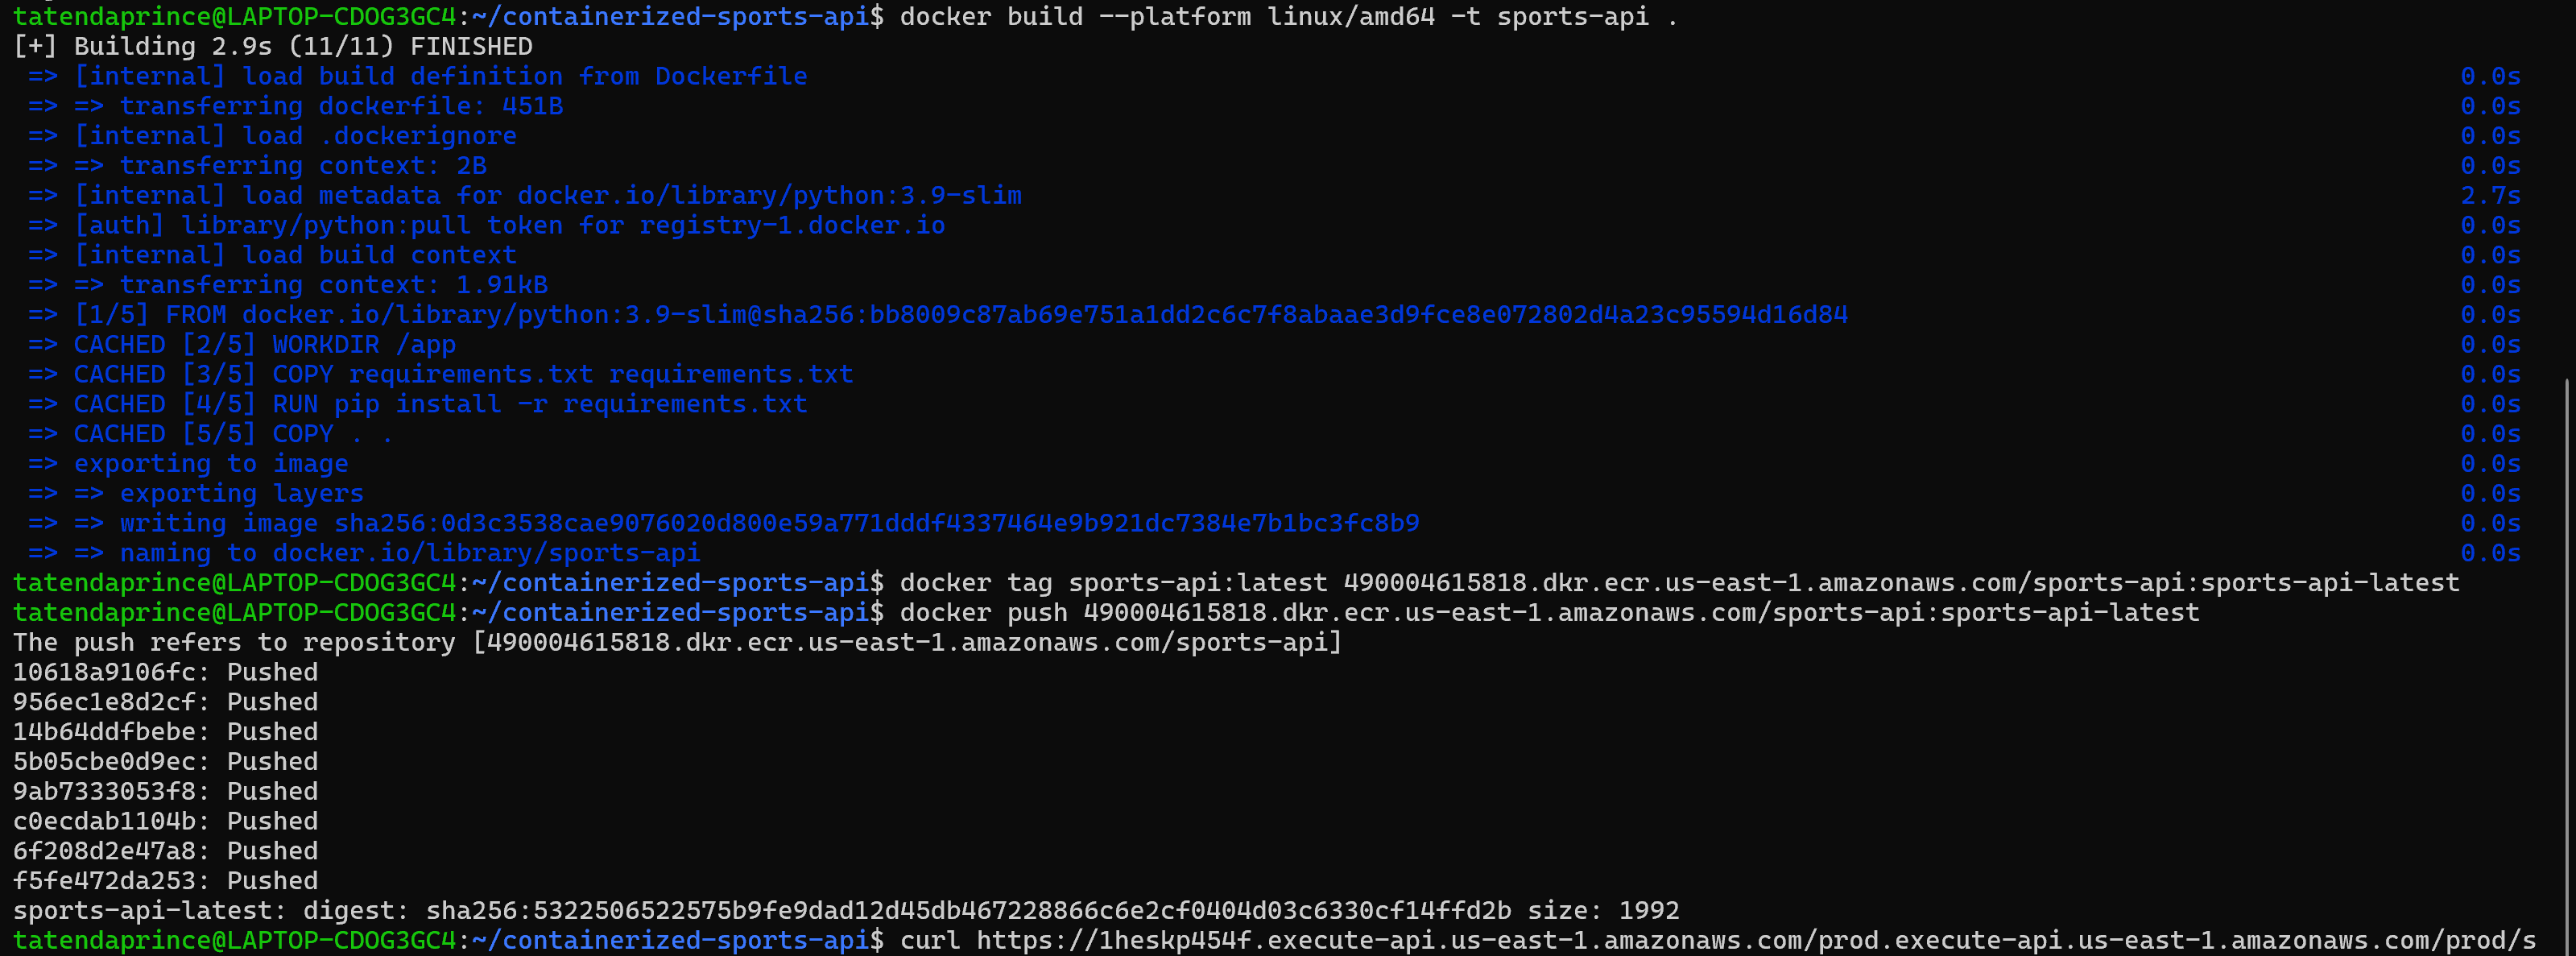 tatendaprince@LAPTOP-CDOG3GC4:~/containerized-sports-api$ docker build --platform linux/amd64 -t sports-api .
[+] Building 2.9s (11/11) FINISHED
=> [internal] load build definition from Dockerfile 0.0s
=> => transferring dockerfile: 451B 0.0s
=> [internal] load .dockerignore 0.0s
=> => transferring context: 2B 0.0s
=> [internal] load metadata for docker.io/library/python:3.9-slim 2.7s
=> [auth] library/python:pull token for registry-1.docker.io 0.0s
=> [internal] load build context 0.0s
=> => transferring context: 1.91kB 0.0s
=> [1/5] FROM docker.io/library/python:3.9-slim@sha256:bb8009c87ab69e751a1dd2c6c7f8abaae3d9fce8e072802d4a23c95594d16d84 0.0s
=> CACHED [2/5] WORKDIR /app 0.0s
=> CACHED [3/5] COPY requirements.txt requirements.txt 0.0s
=> CACHED [4/5] RUN pip install -r requirements.txt 0.0s
=> CACHED [5/5] COPY . . 0.0s
=> exporting to image 0.0s
=> => exporting layers 0.0s
=> => writing image sha256:0d3c3538cae9076020d800e59a771dddf4337464e9b921dc7384e7b1bc3fc8b9 0.0s
=> => naming to docker.io/library/sports-api 0.0s
tatendaprince@LAPTOP-CDOG3GC4:~/containerized-sports-api$ docker tag sports-api:latest 490004615818.dkr.ecr.us-east-1.amazonaws.com/sports-api:sports-api-latest
tatendaprince@LAPTOP-CDOG3GC4:~/containerized-sports-api$ docker push 490004615818.dkr.ecr.us-east-1.amazonaws.com/sports-api:sports-api-latest
The push refers to repository [490004615818.dkr.ecr.us-east-1.amazonaws.com/sports-api]
10618a9106fc: Pushed
956ec1e8d2cf: Pushed
14b64ddfbebe: Pushed
5b05cbe0d9ec: Pushed
9ab7333053f8: Pushed
c0ecdab1104b: Pushed
6f208d2e47a8: Pushed
f5fe472da253: Pushed
sports-api-latest: digest: sha256:5322506522575b9fe9dad12d45db467228866c6e2cf0404d03c6330cf14ffd2b size: 1992
tatendaprince@LAPTOP-CDOG3GC4:~/containerized-sports-api$ curl https://1heskp454f.execute-api.us-east-1.amazonaws.com/prod.execute-api.us-east-1.amazonaws.com/prod/s